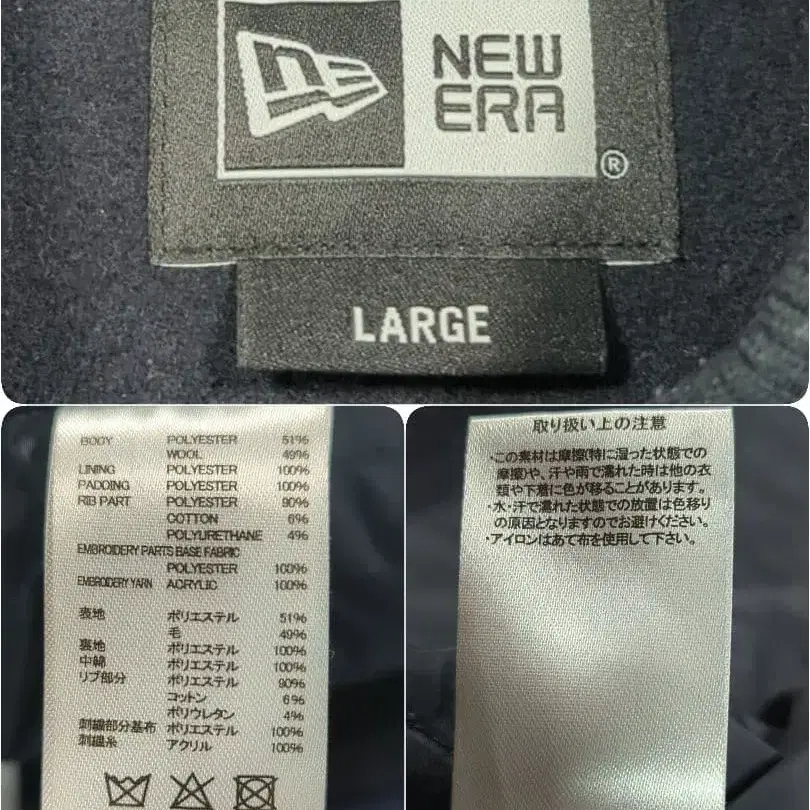 NEW
ERA
®
LARGE
BODY POLYESTER 51%
WOOL 49%
LINING POLYESTER 100%
PADDING POLYESTER 100%
RIB PART POLYESTER 90%
COTTON 6%
POLYURETHANE 4%
EMBROIDERY PARTS BASE FABRIC
POLYESTER 100%
EMBROIDERY YARN ACRYLIC 100%
表地 ポリエステル 51%
毛 49%
裏地 ポリエステル 100%
中綿 ポリエステル 100%
リブ部分 ポリエステル 90%
コットン 6%
ポリウレタン 4%
刺繍部分基布 ポリエステル 100%
刺繍糸 アクリル 100%
取り扱い上の注意
・この素材は摩擦(特に湿った状態での
摩擦)や、汗や雨で濡れた時は他の衣
類や下着に色が移ることがあります。
・水・汗で濡れた状態での放置は色移り
の原因となりますのでお避けください。
・アイロンはあて布を使用して下さい。